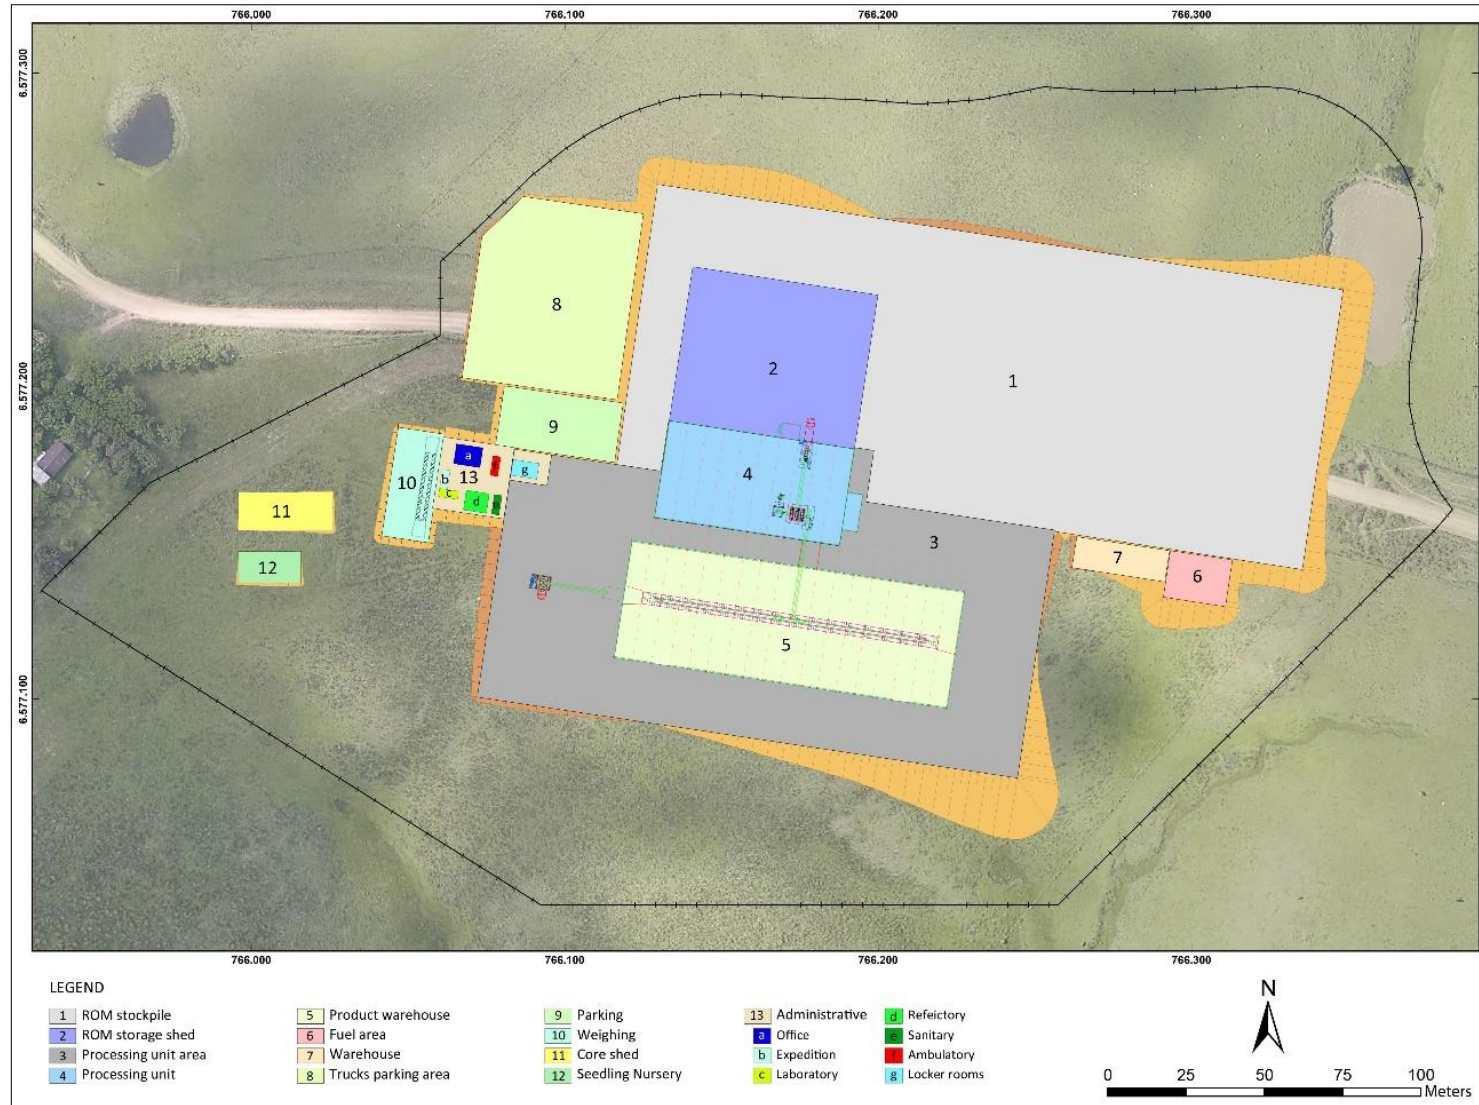 766.000 766.100 766.200 766.300
6.577.300
6.577.200
6.577.100
8
2
1
9
a
f
g
b
13
4
10
c
d
e
11
3
12
7
6
5
766.000 766.100 766.200 766.300
LEGEND
1 ROM stockpile
2 ROM storage shed
3 Processing unit area
4 Processing unit
5 Product warehouse
6 Fuel area
7 Warehouse
8 Trucks parking area
9 Parking
10 Weighing
11 Core shed
12 Seedling Nursery
13 Administrative
a Office
b Expedition
c Laboratory
d Refeictory
e Sanitary
f Ambulatory
g Locker rooms
N
0 25 50 75 100
Meters